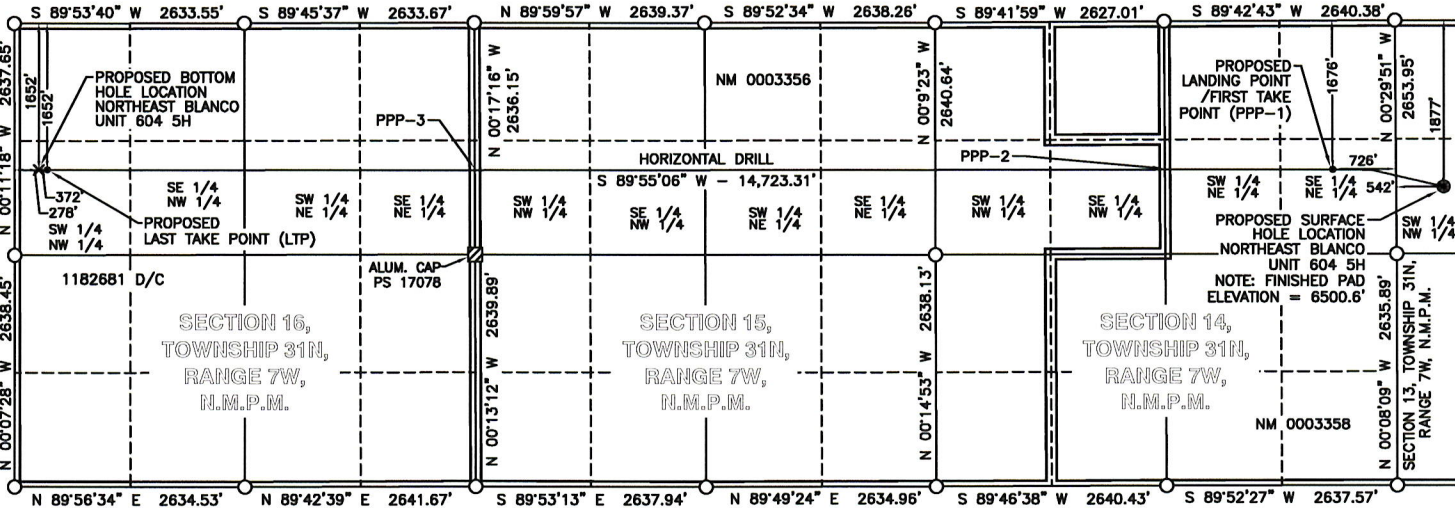 S 89°53'40" W 2633.55'
S 89°45'37" W 2633.67'
N 89°59'57" W 2639.37'
S 89°52'34" W 2638.26'
S 89°41'59" W 2627.01'
S 89°42'43" W 2640.38'
N 00°11'18" W 2637.65'
1652'
1652'
PROPOSED BOTTOM
HOLE LOCATION
NORTHEAST BLANCO
UNIT 604 5H
PPP-3
N 00°17'16" W
2636.15'
NM 0003356
N 00°9'23" W
2640.64'
PPP-2
PROPOSED
LANDING POINT
/FIRST TAKE
POINT (PPP-1)
1676'
N 00°29'51" W
2653.95'
1877'
HORIZONTAL DRILL
S 89°55'06" W - 14,723.31'
726'
542'
372'
278'
SW 1/4
NW 1/4
SE 1/4
NW 1/4
SW 1/4
NE 1/4
SE 1/4
NE 1/4
SW 1/4
NW 1/4
SE 1/4
NW 1/4
SW 1/4
NE 1/4
SE 1/4
NE 1/4
SW 1/4
NW 1/4
SE 1/4
NW 1/4
SW 1/4
NE 1/4
SE 1/4
NE 1/4
SW 1/4
NW 1/4
PROPOSED
LAST TAKE POINT (LTP)
PROPOSED SURFACE
HOLE LOCATION
NORTHEAST BLANCO
UNIT 604 5H
NOTE: FINISHED PAD
ELEVATION = 6500.6'
1182681 D/C
ALUM. CAP
PS 17078
N 00°07'28" W 2638.45'
SECTION 16,
TOWNSHIP 31N,
RANGE 7W,
N.M.P.M.
N 00°13'12" W 2639.89'
SECTION 15,
TOWNSHIP 31N,
RANGE 7W,
N.M.P.M.
N 00°14'53" W 2638.13'
SECTION 14,
TOWNSHIP 31N,
RANGE 7W,
N.M.P.M.
NM 0003358
N 00°08'09" W 2635.89'
SECTION 13, TOWNSHIP 31N,
RANGE 7W, N.M.P.M.
N 89°56'34" E 2634.53'
N 89°42'39" E 2641.67'
S 89°53'13" E 2637.94'
N 89°49'24" E 2634.96'
S 89°46'38" W 2640.43'
S 89°52'27" W 2637.57'